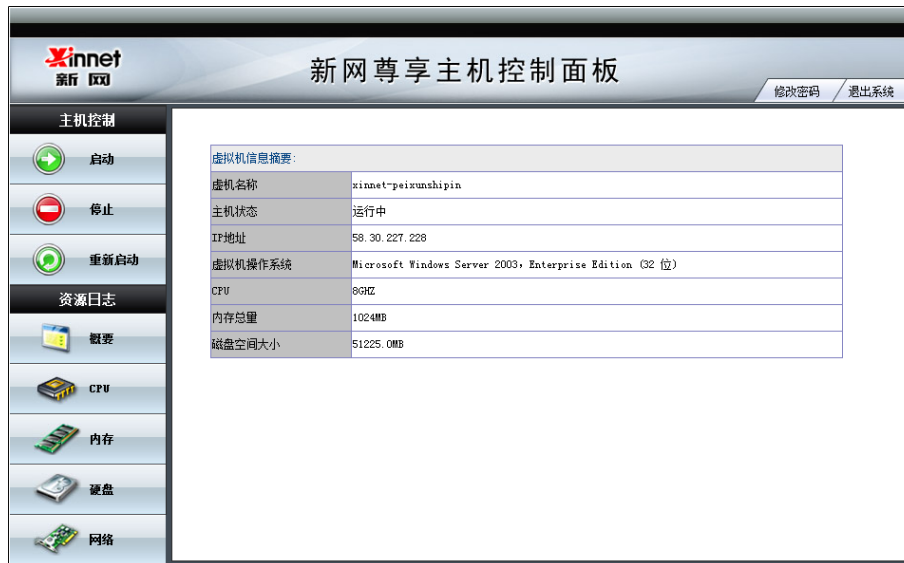 Xinnet
新网
新网尊享主机控制面板
修改密码 退出系统
主机控制
启动
停止
重新启动
资源日志
概要
CPU
内存
硬盘
网络
虚拟机信息摘要:
虚机名称 xinnet-peixunshipin
主机状态 运行中
IP地址 58.30.227.228
虚拟机操作系统 Microsoft Windows Server 2003, Enterprise Edition (32 位)
CPU 8GHZ
内存总量 1024MB
磁盘空间大小 51225.0MB